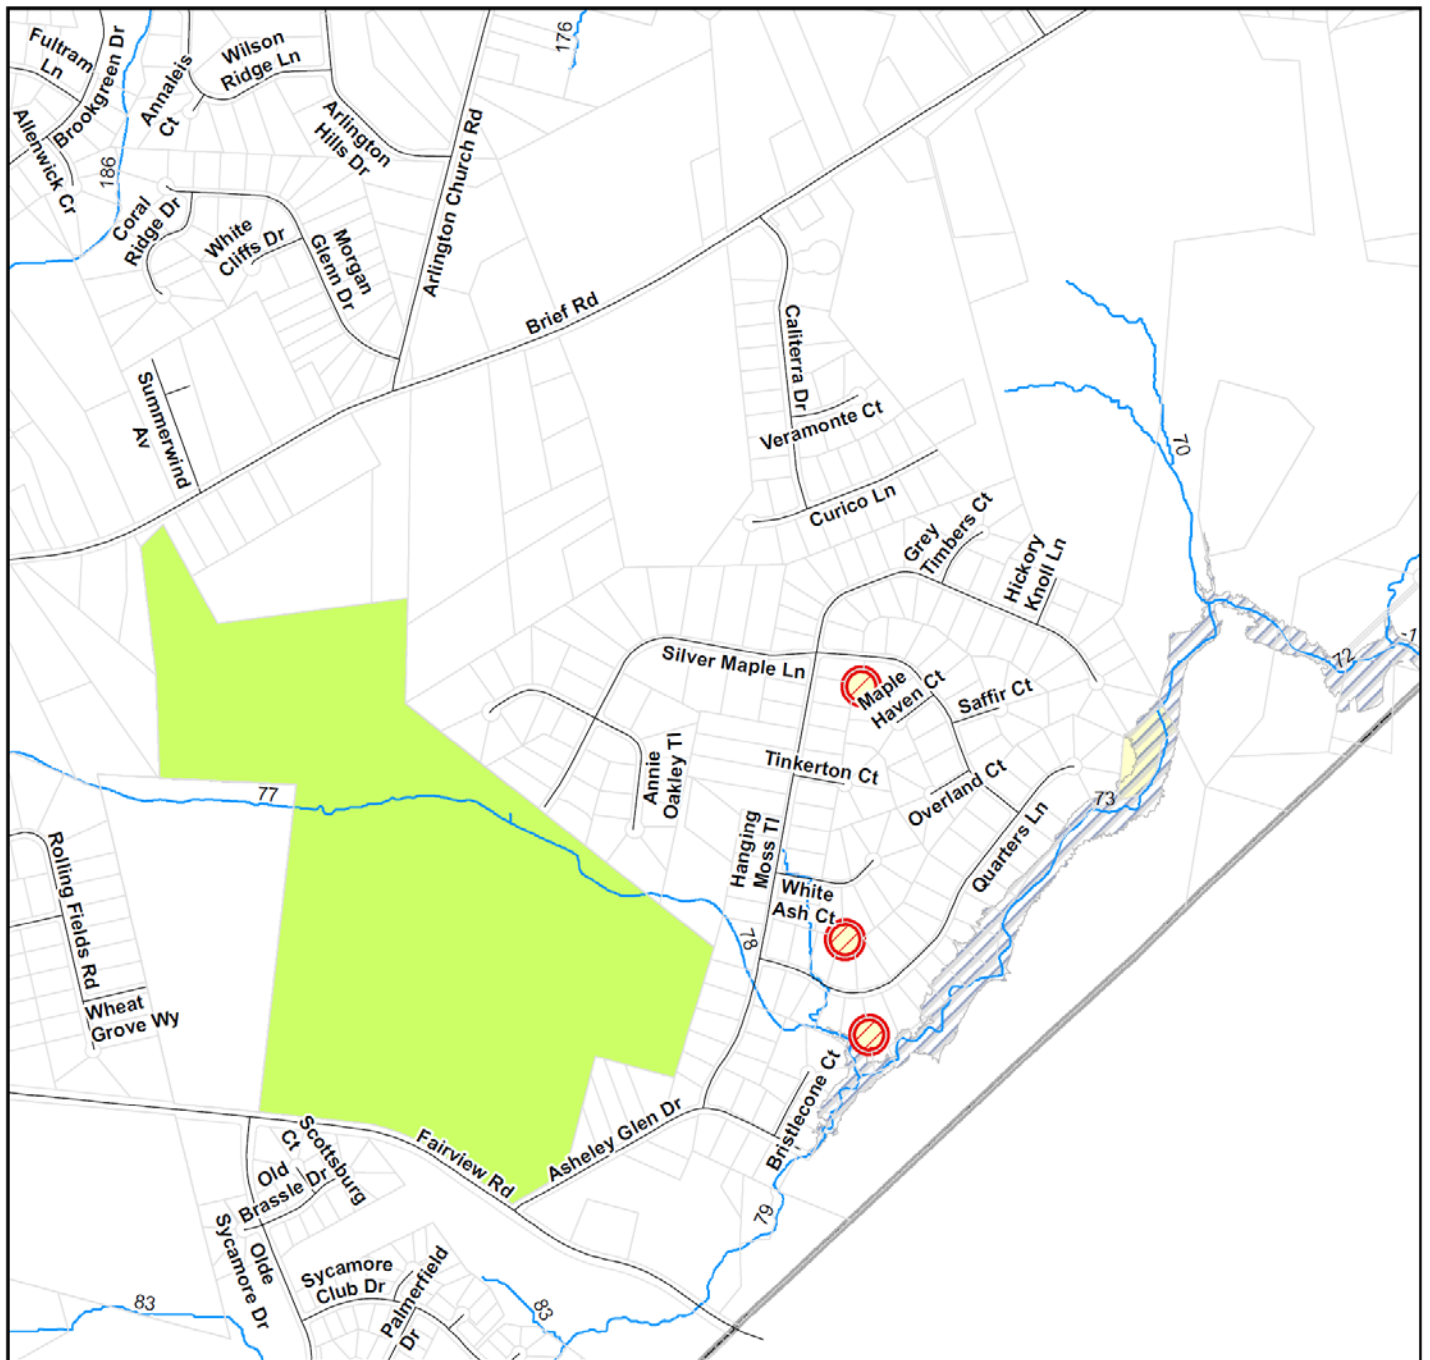 Fultram
Ln
Brookgreen Dr
Allenwick Cr
186
Annaleis
Ct
Wilson
Ridge Ln
Arlington
Hills Dr
Arlington Church Rd
176
Coral
Ridge Dr
White
Cliffs Dr
Morgan
Glenn Dr
Brief Rd
Summerwind
Av
Caliterra Dr
Veramonte Ct
Curico Ln
Grey
Timbers Ct
Hickory
Knoll Ln
70
72
-1
Silver Maple Ln
Maple
Haven Ct
Saffir Ct
Tinkerton Ct
Annie
Oakley Tl
Overland Ct
73
77
Hanging
Moss Tl
Quarters Ln
White
Ash Ct
78
Rolling Fields Rd
Wheat
Grove Wy
Bristlecone Ct
Asheley Glen Dr
Fairview Rd
Scottsburg
Ct
Old
Brassle Dr
Olde
Sycamore Dr
Sycamore
Club Dr
Palmerfield
Dr
79
83
83